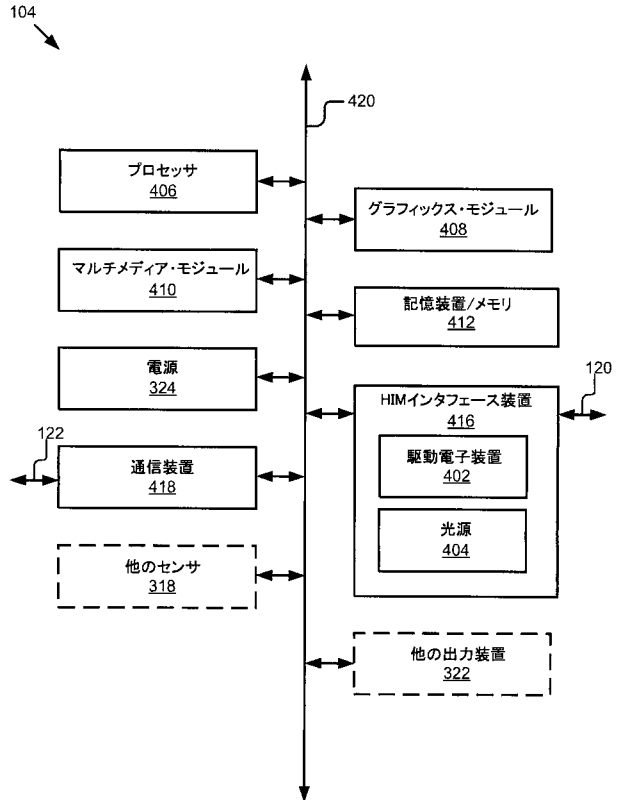 104
420
プロセッサ
406
グラフィックス・モジュール
408
マルチメディア・モジュール
410
記憶装置/メモリ
412
電源
324
HIMインタフェース装置
416
120
122
通信装置
418
駆動電子装置
402
光源
404
他のセンサ
318
他の出力装置
322